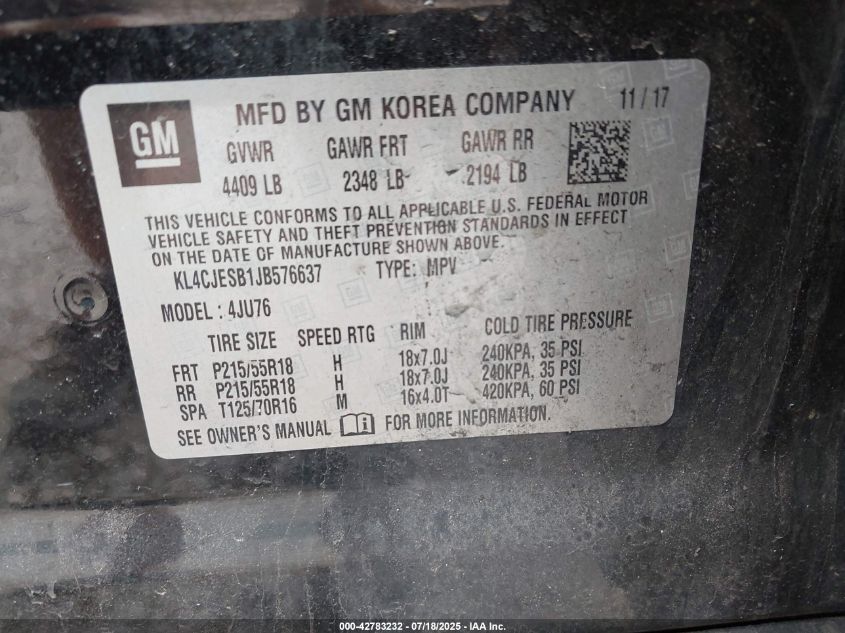 GM
MFD BY GM KOREA COMPANY 11/17
GVWR GAWR FRT GAWR RR
4409 LB 2348 LB 2194 LB
THIS VEHICLE CONFORMS TO ALL APPLICABLE U.S. FEDERAL MOTOR
VEHICLE SAFETY AND THEFT PREVENTION STANDARDS IN EFFECT
ON THE DATE OF MANUFACTURE SHOWN ABOVE.
KL4CJESB1JB576637 TYPE: MPV
MODEL: 4JU76
TIRE SIZE SPEED RTG RIM COLD TIRE PRESSURE
FRT P215/55R18 H 18x7.0J 240KPA, 35 PSI
RR P215/55R18 H 18x7.0J 240KPA, 35 PSI
SPA T125/70R16 M 16x4.0T 420KPA, 60 PSI
SEE OWNER'S MANUAL FOR MORE INFORMATION.
000-42783232 - 07/18/2025 - IAA Inc.